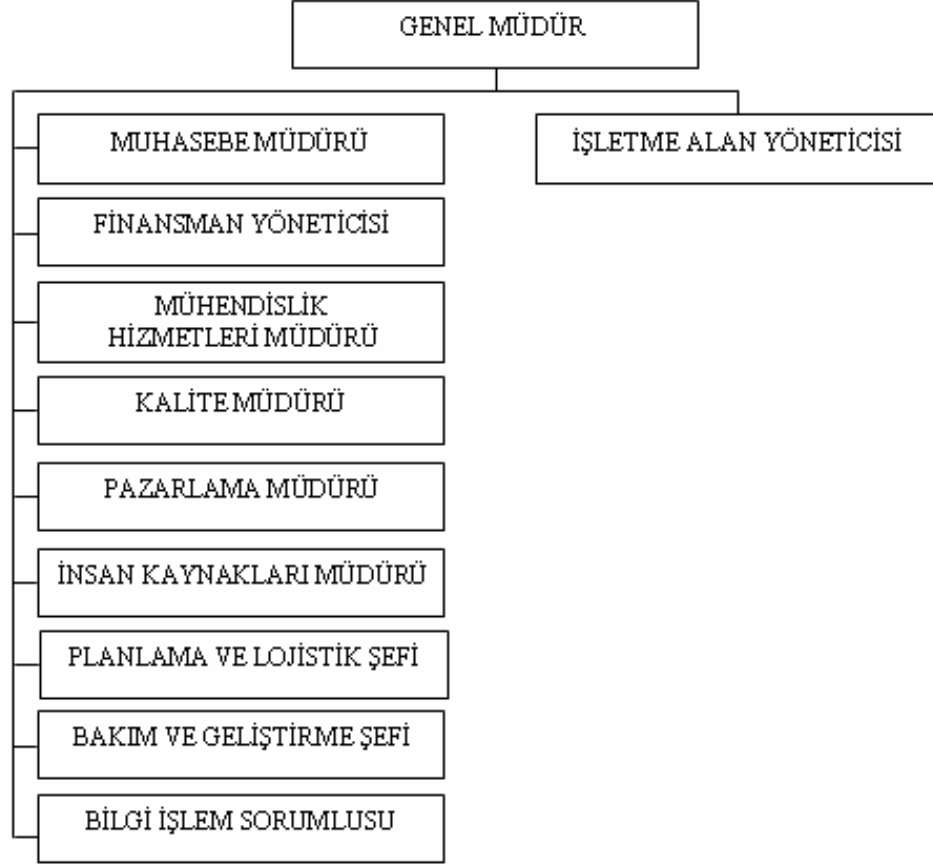 GENEL MÜDÜR
MUHASEBE MÜDÜRÜ
İŞLETME ALAN YÖNETİCİSİ
FİNANSMAN YÖNETİCİSİ
MÜHENDİSLİK
HİZMETLERİ MÜDÜRÜ
KALİTE MÜDÜRÜ
PAZARLAMA MÜDÜRÜ
İNSAN KAYNAKLARI MÜDÜRÜ
PLANLAMA VE LOJİSTİK ŞEFİ
BAKIM VE GELİŞTİRME ŞEFİ
BİLGİ İŞLEM SORUMLUSU